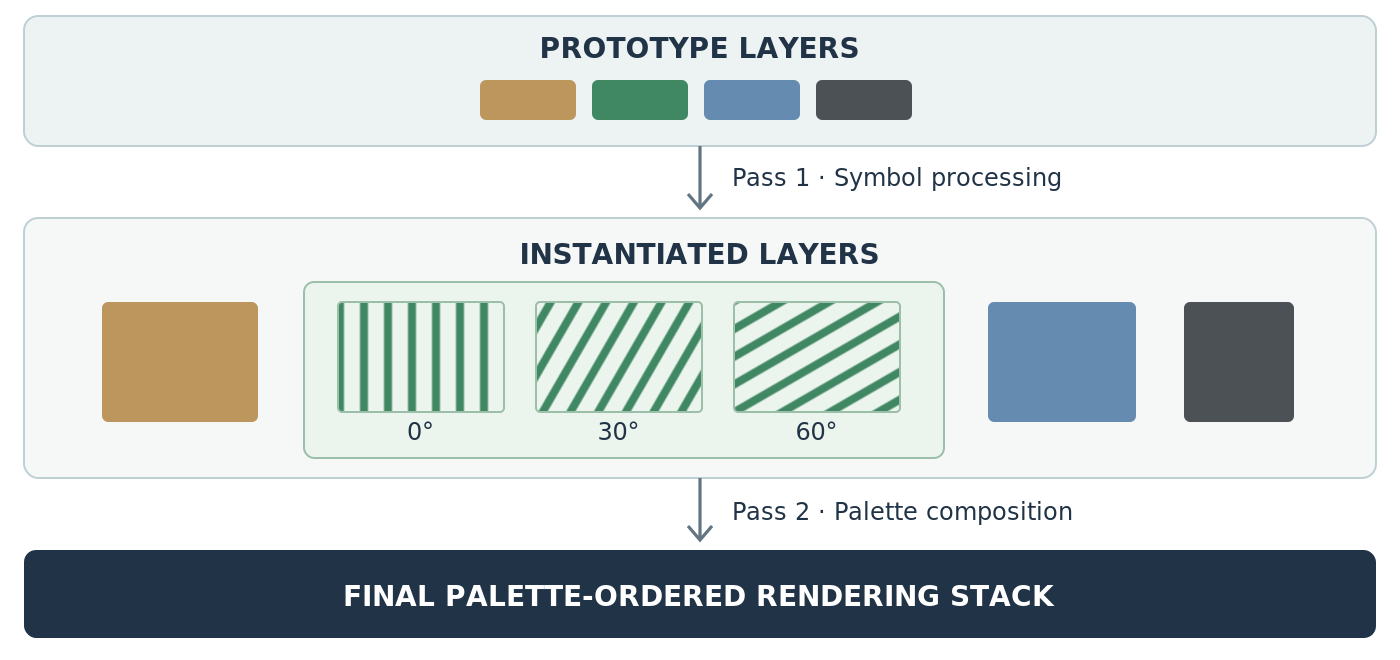 PROTOTYPE LAYERS
Pass 1 · Symbol processing
INSTANTIATED LAYERS
0°
30°
60°
Pass 2 · Palette composition
FINAL PALETTE-ORDERED RENDERING STACK